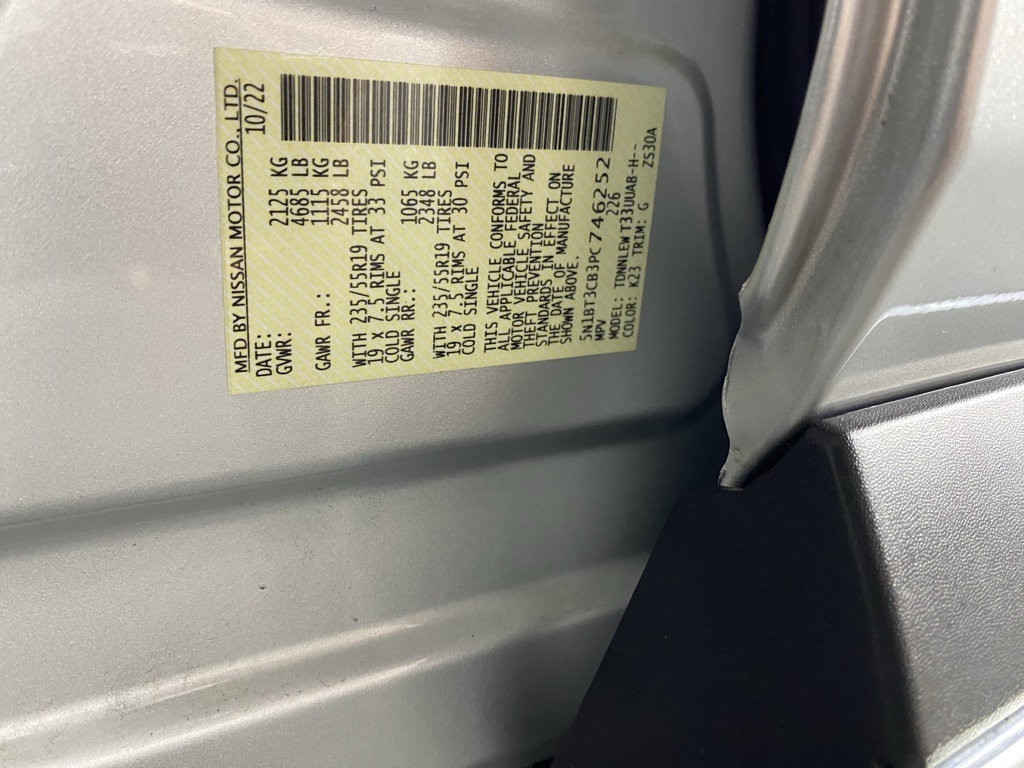 MFD BY NISSAN MOTOR CO., LTD.
DATE: 10/22
GVWR: 2125 KG
4685 LB
GAWR FR.: 1115 KG
2458 LB
WITH 235/55R19 TIRES
19 X 7.5 RIMS AT 33 PSI
COLD SINGLE
GAWR RR.: 1065 KG
2348 LB
WITH 235/55R19 TIRES
19 X 7.5 RIMS AT 30 PSI
COLD SINGLE
THIS VEHICLE CONFORMS TO
ALL APPLICABLE FEDERAL
MOTOR VEHICLE SAFETY AND
THEFT PREVENTION
STANDARDS IN EFFECT ON
THE DATE OF MANUFACTURE
SHOWN ABOVE.
5N1BT3CB3PC746252
MPV 226
MODEL: TDNNLEW T33UUAB-H--
COLOR: K23 TRIM: G ZS30A